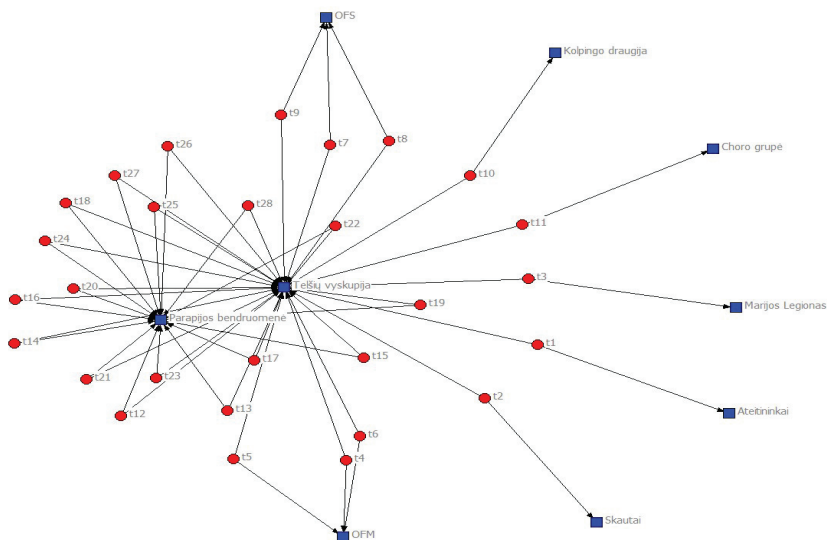 OFS
Kolpingo draugija
t9
t7
t8
t26
Choro grupė
t27
t10
t18
t25
t28
t22
t11
t24
t3
Telšių vyskupija
t20
t16
t19
Marijos Legionas
Parapijos bendruomenė
t14
t1
t15
t17
t21
t23
t2
t13
t12
Ateitininkai
t6
t5
t4
Skautai
OFM